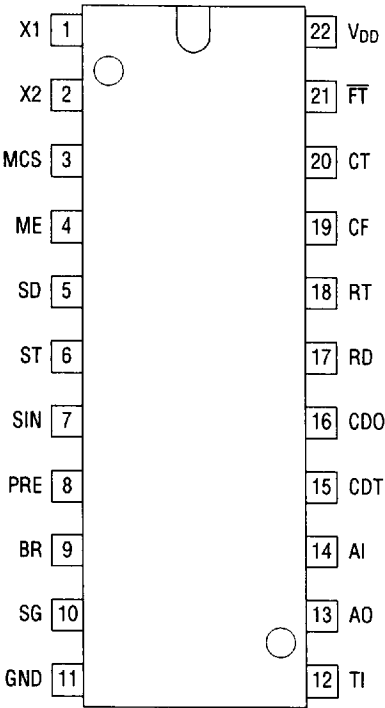 X1 1 22 VDD
X2 2 21 F̅T̅
MCS 3 20 CT
ME 4 19 CF
SD 5 18 RT
ST 6 17 RD
SIN 7 16 CDO
PRE 8 15 CDT
BR 9 14 AI
SG 10 13 AO
GND 11 12 TI